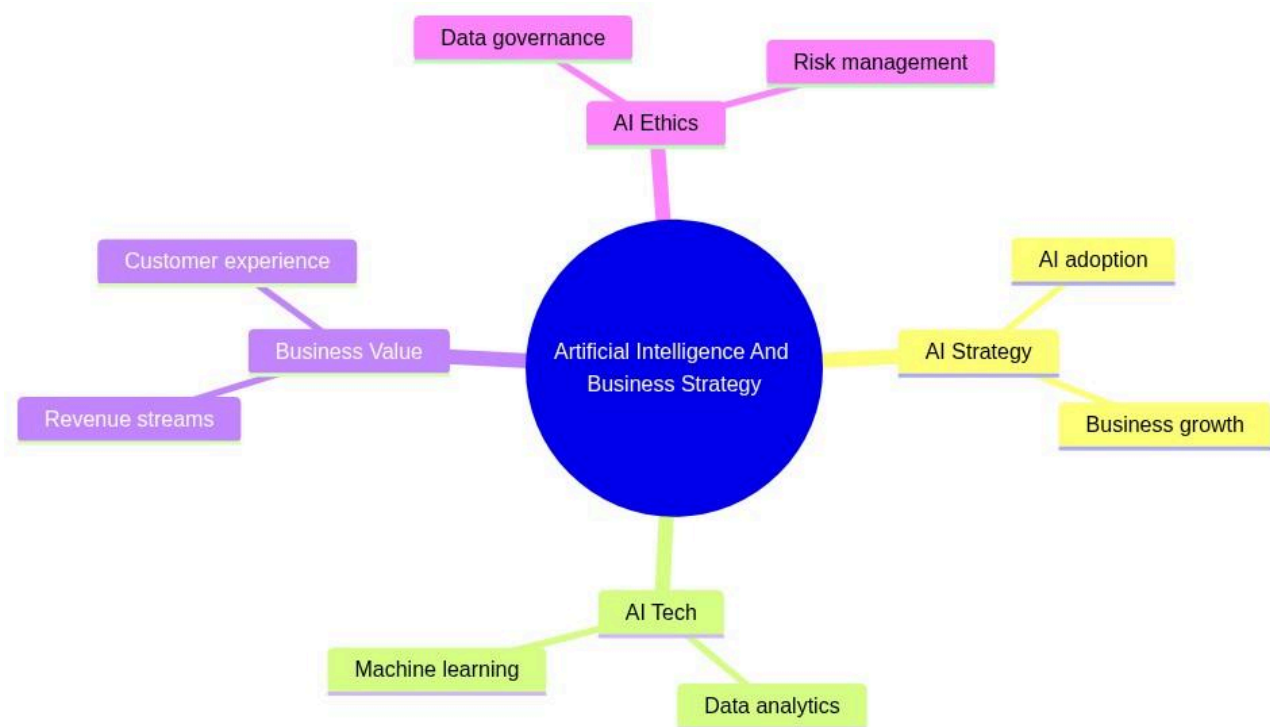 Data governance
Risk management
AI Ethics
Customer experience
AI adoption
Business Value
Artificial Intelligence And
Business Strategy
AI Strategy
Revenue streams
Business growth
AI Tech
Machine learning
Data analytics